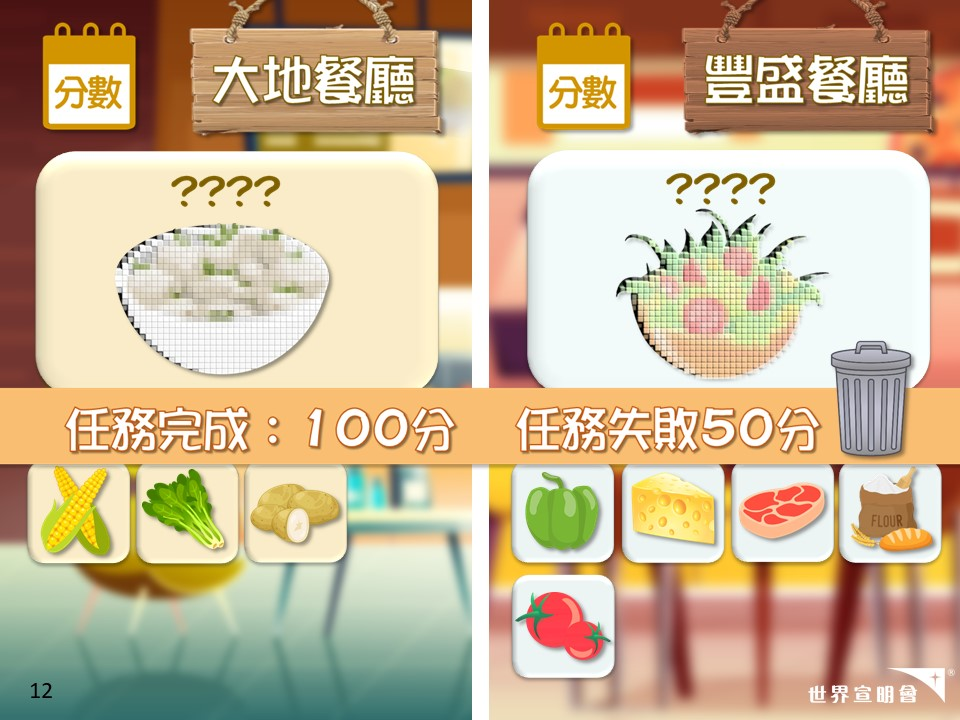 分數
大地餐廳
????
任務完成：100分
分數
豐盛餐廳
????
任務失敗50分
FLOUR
12
世界宣明會
®